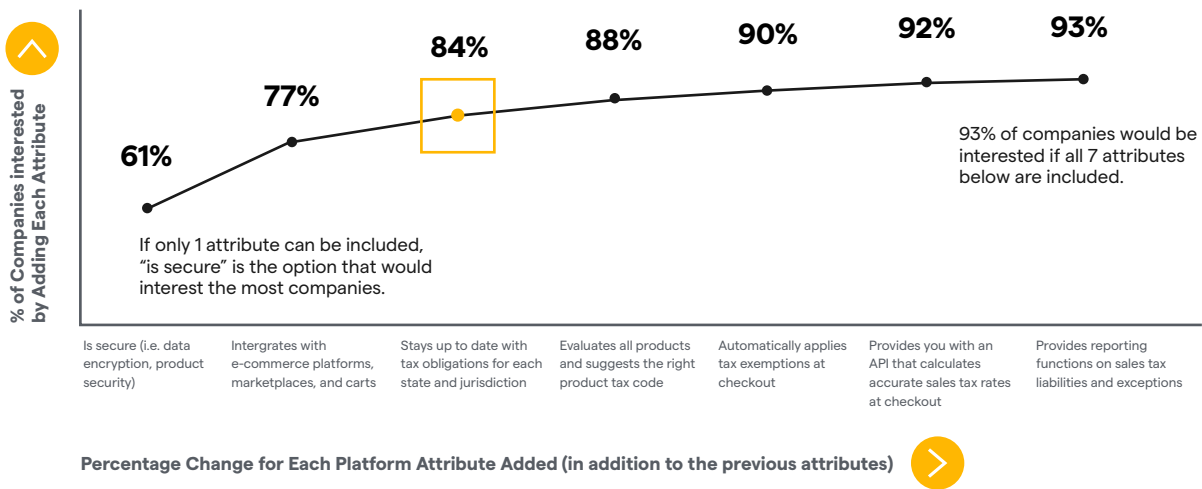 % of Companies interested
by Adding Each Attribute
61%
77%
84%
88%
90%
92%
93%
93% of companies would be
interested if all 7 attributes
below are included.
If only 1 attribute can be included,
“is secure” is the option that would
interest the most companies.
Is secure (i.e. data
encryption, product
security)
Intergrates with
e-commerce platforms,
marketplaces, and carts
Stays up to date with
tax obligations for each
state and jurisdiction
Evaluates all products
and suggests the right
product tax code
Automatically applies
tax exemptions at
checkout
Provides you with an
API that calculates
accurate sales tax rates
at checkout
Provides reporting
functions on sales tax
liabilities and exceptions
Percentage Change for Each Platform Attribute Added (in addition to the previous attributes)